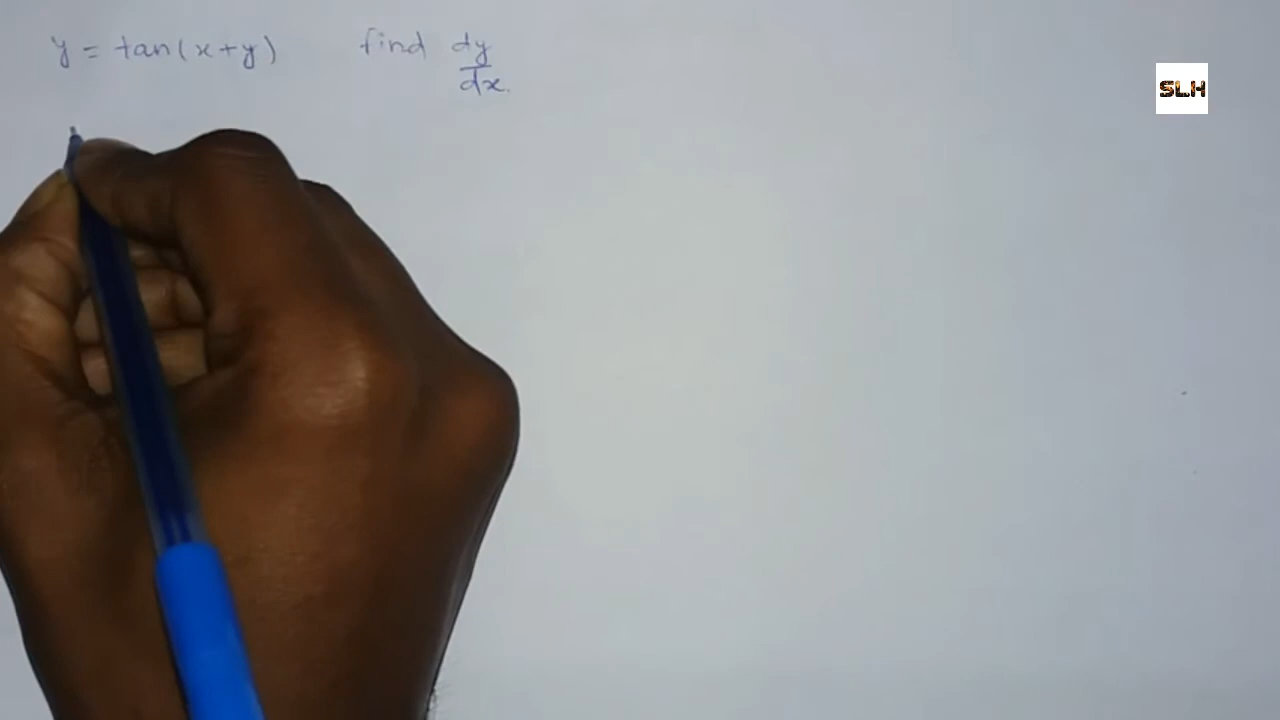 y = tan(x+y) find dy/dx.
SLH